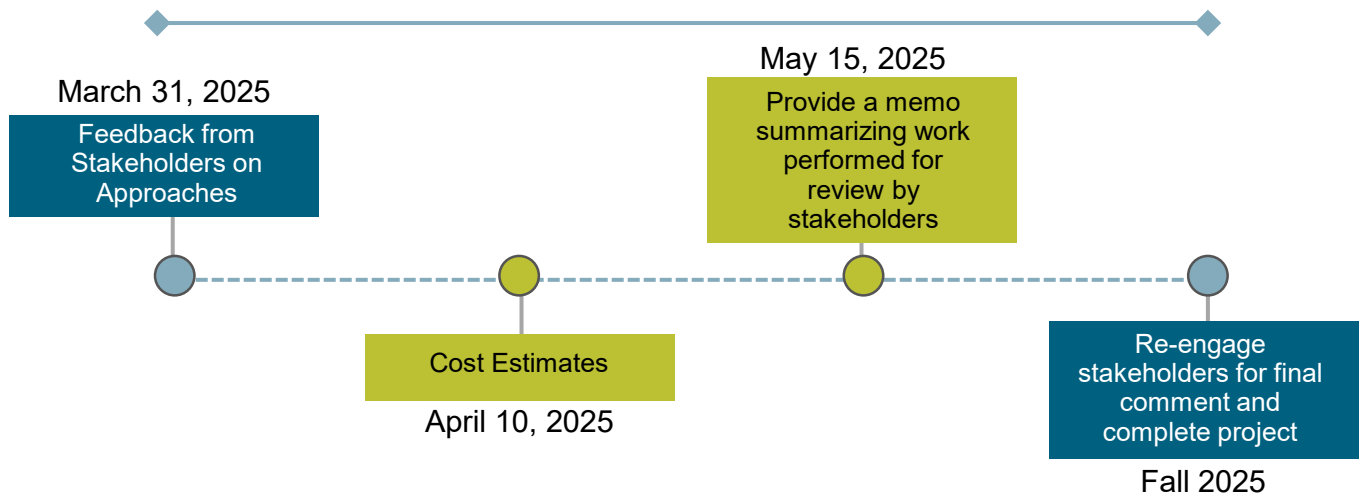 March 31, 2025
Feedback from
Stakeholders on
Approaches
Cost Estimates
April 10, 2025
May 15, 2025
Provide a memo
summarizing work
performed for
review by
stakeholders
Re-engage
stakeholders for final
comment and
complete project
Fall 2025